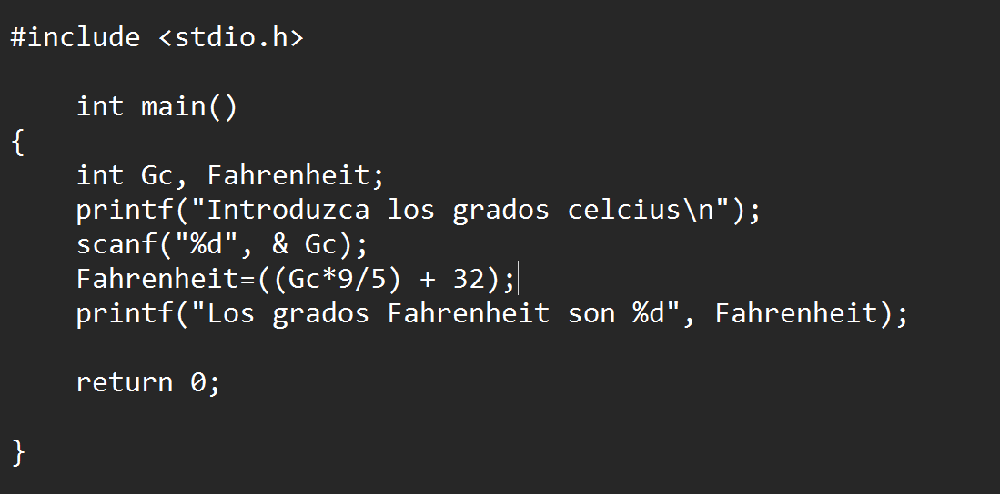 #include <stdio.h>
int main()
{
int Gc, Fahrenheit;
printf("Introduzca los grados celcius\n");
scanf("%d", & Gc);
Fahrenheit=((Gc*9/5) + 32);
printf("Los grados Fahrenheit son %d", Fahrenheit);
return 0;
}